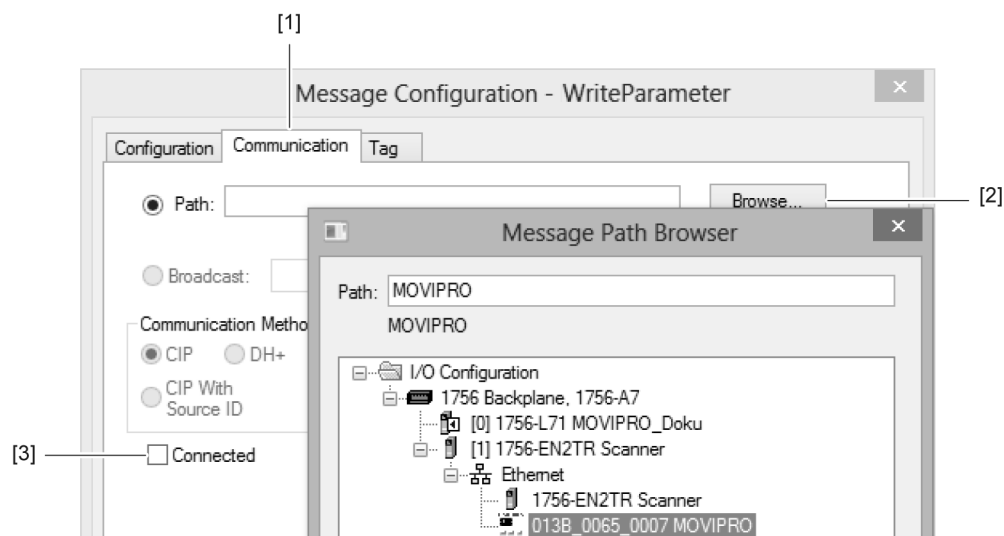 [1]
Message Configuration - WriteParameter
Configuration Communication Tag
Path: Browse... [2]
Message Path Browser
Broadcast:
Path: MOVIPRO
MOVIPRO
Communication Metho
CIP DH+
CIP With
Source ID
I/O Configuration
1756 Backplane, 1756-A7
[0] 1756-L71 MOVIPRO_Doku
[1] 1756-EN2TR Scanner
Ethernet
1756-EN2TR Scanner
013B_0065_0007 MOVIPRO
[3] Connected